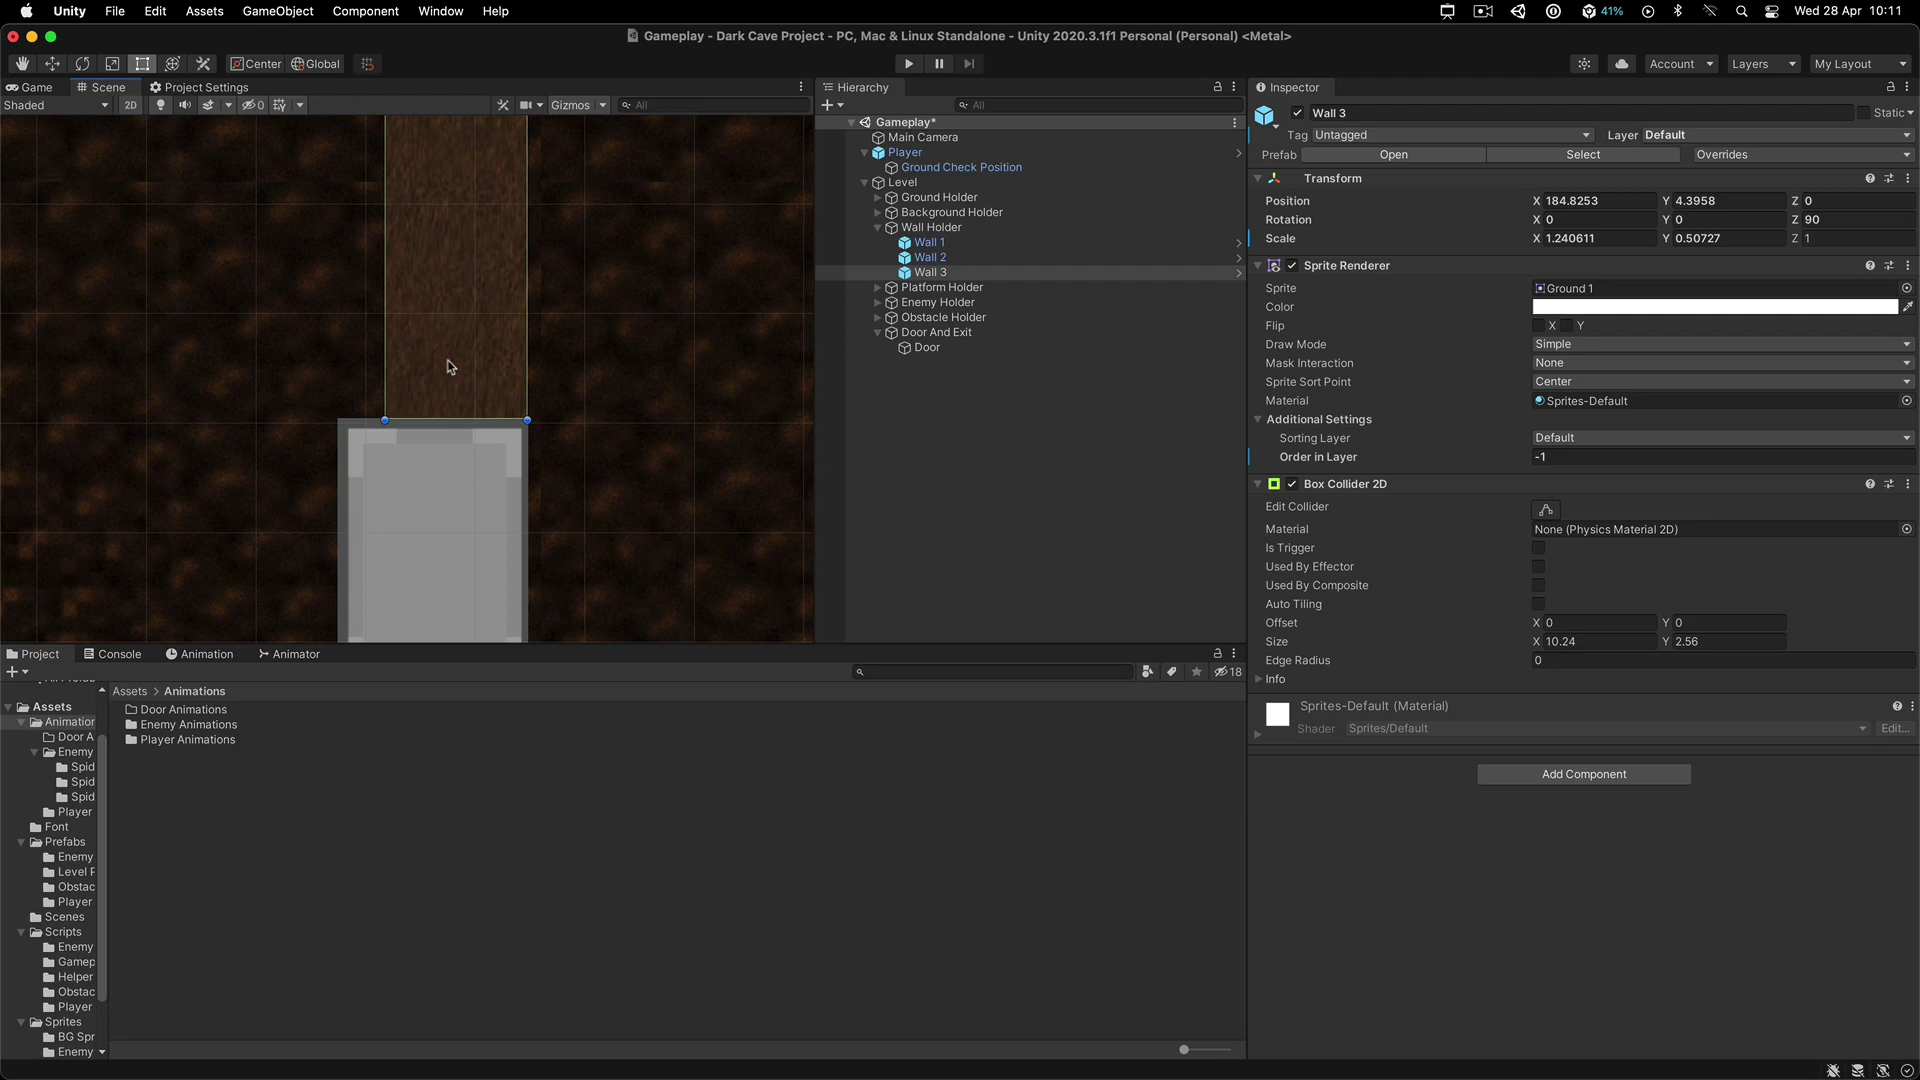 Unity File Edit Assets GameObject Component Window Help 41% Wed 28 Apr 10:11
Gameplay - Dark Cave Project - PC, Mac & Linux Standalone - Unity 2020.3.1f1 Personal (Personal) <Metal>
Center Global Account Layers My Layout
Game Scene Project Settings
Shaded 2D 0 Gizmos All
Hierarchy
All
Gameplay*
Main Camera
Player
Ground Check Position
Level
Ground Holder
Background Holder
Wall Holder
Wall 1
Wall 2
Wall 3
Platform Holder
Enemy Holder
Obstacle Holder
Door And Exit
Door
Inspector
Wall 3 Static
Tag Untagged Layer Default
Prefab Open Select Overrides
Transform
Position X 184.8253 Y 4.3958 Z 0
Rotation X 0 Y 0 Z 90
Scale X 1.240611 Y 0.50727 Z 1
Sprite Renderer
Sprite Ground 1
Color
Flip X Y
Draw Mode Simple
Mask Interaction None
Sprite Sort Point Center
Material Sprites-Default
Additional Settings
Sorting Layer Default
Order in Layer -1
Box Collider 2D
Edit Collider
Material None (Physics Material 2D)
Is Trigger
Used By Effector
Used By Composite
Auto Tiling
Offset X 0 Y 0
Size X 10.24 Y 2.56
Edge Radius 0
Info
Sprites-Default (Material)
Shader Sprites/Default Edit...
Add Component
Project Console Animation Animator
18
Assets
Animation
Door A
Enemy
Spid
Spid
Spid
Player
Font
Prefabs
Enemy
Level P
Obstac
Player
Scenes
Scripts
Enemy
Gamep
Helper
Obstac
Player
Sprites
BG Spr
Enemy
Assets > Animations
Door Animations
Enemy Animations
Player Animations